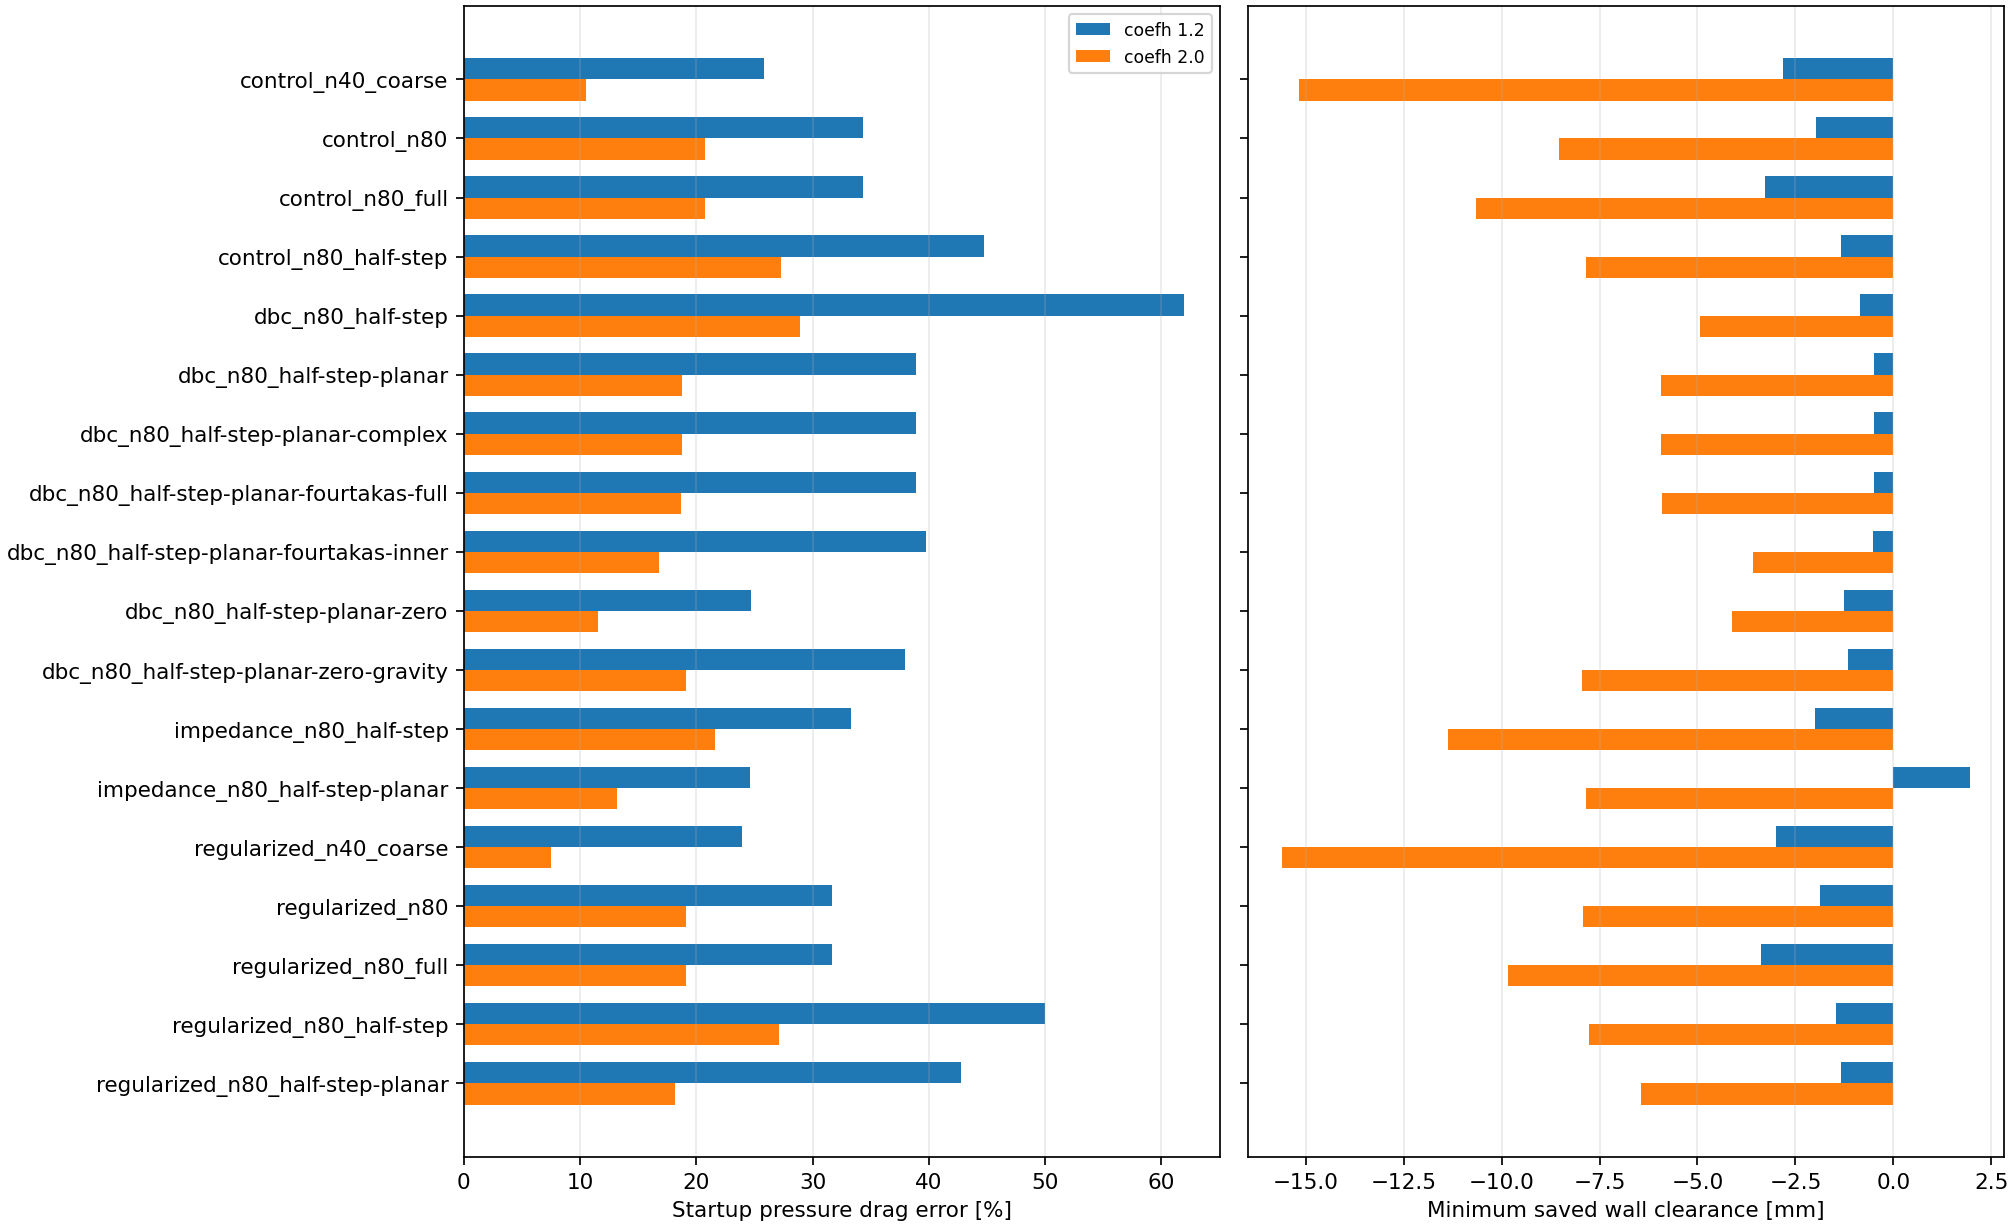 coefh 1.2
coefh 2.0
control_n40_coarse
control_n80
control_n80_full
control_n80_half-step
dbc_n80_half-step
dbc_n80_half-step-planar
dbc_n80_half-step-planar-complex
dbc_n80_half-step-planar-fourtakas-full
dbc_n80_half-step-planar-fourtakas-inner
dbc_n80_half-step-planar-zero
dbc_n80_half-step-planar-zero-gravity
impedance_n80_half-step
impedance_n80_half-step-planar
regularized_n40_coarse
regularized_n80
regularized_n80_full
regularized_n80_half-step
regularized_n80_half-step-planar
0 10 20 30 40 50 60
Startup pressure drag error [%]
−15.0 −12.5 −10.0 −7.5 −5.0 −2.5 0.0 2.5
Minimum saved wall clearance [mm]